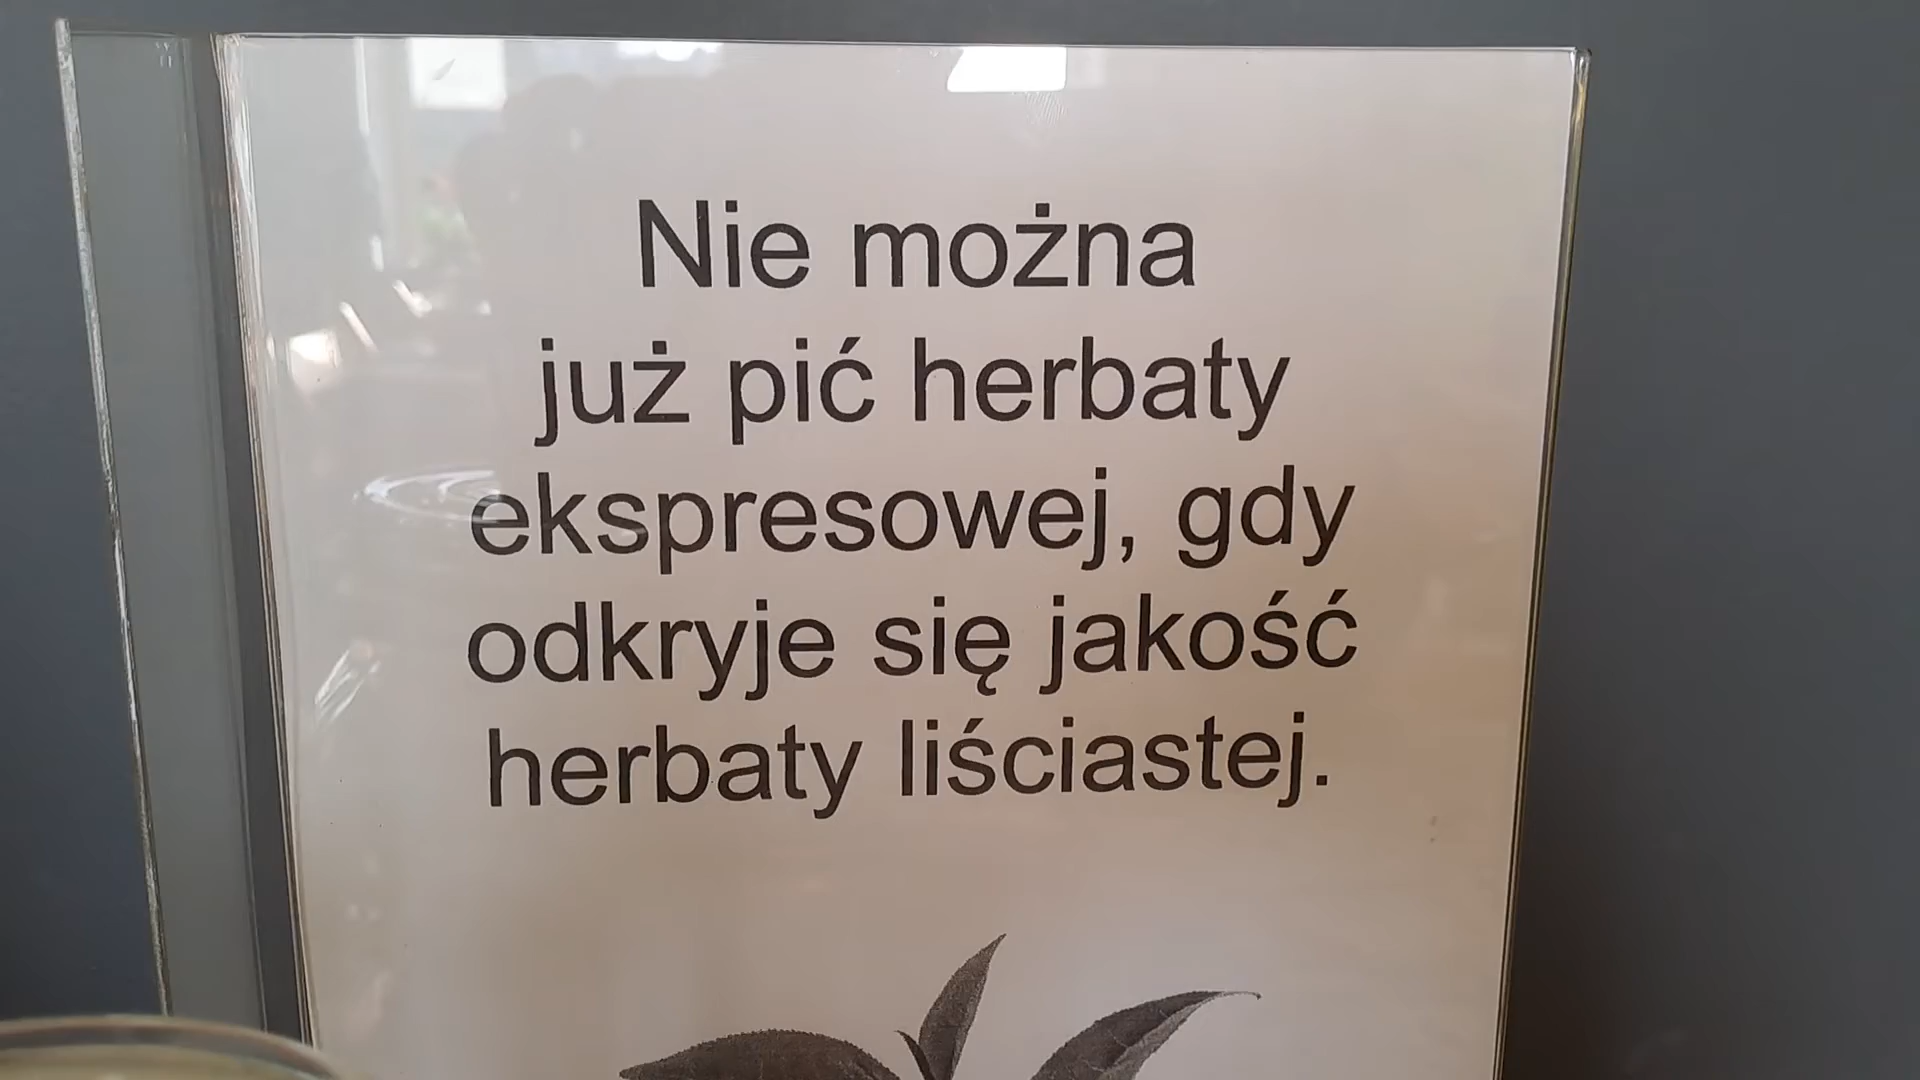 Nie można
już pić herbaty
ekspresowej, gdy
odkryje się jakość
herbaty liściastej.